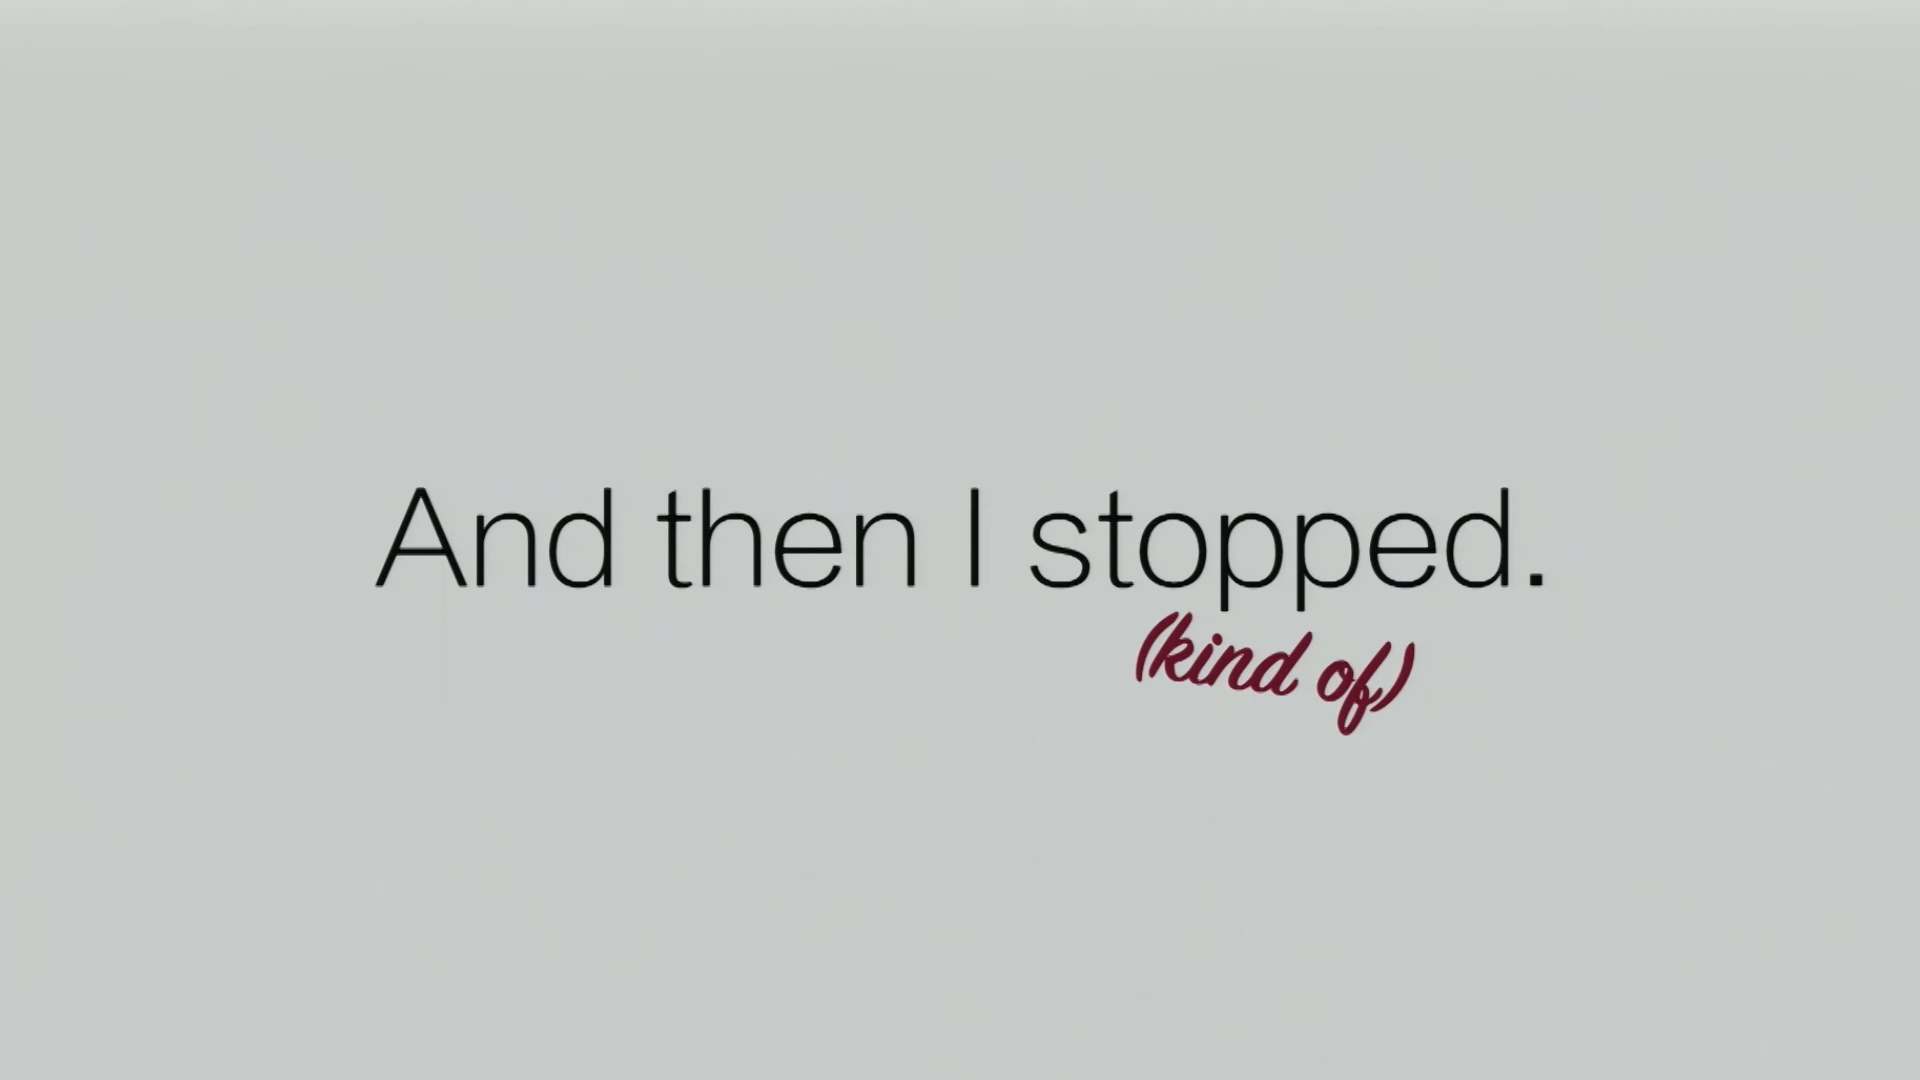 And then I stopped.
(kind of)